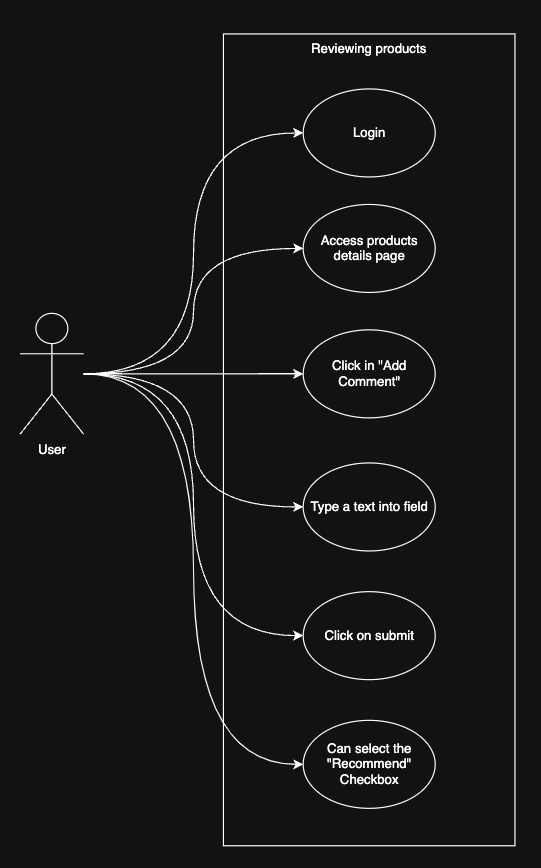 Reviewing products
Login
Access products
details page
Click in "Add
Comment"
User
Type a text into field
Click on submit
Can select the
"Recommend"
Checkbox